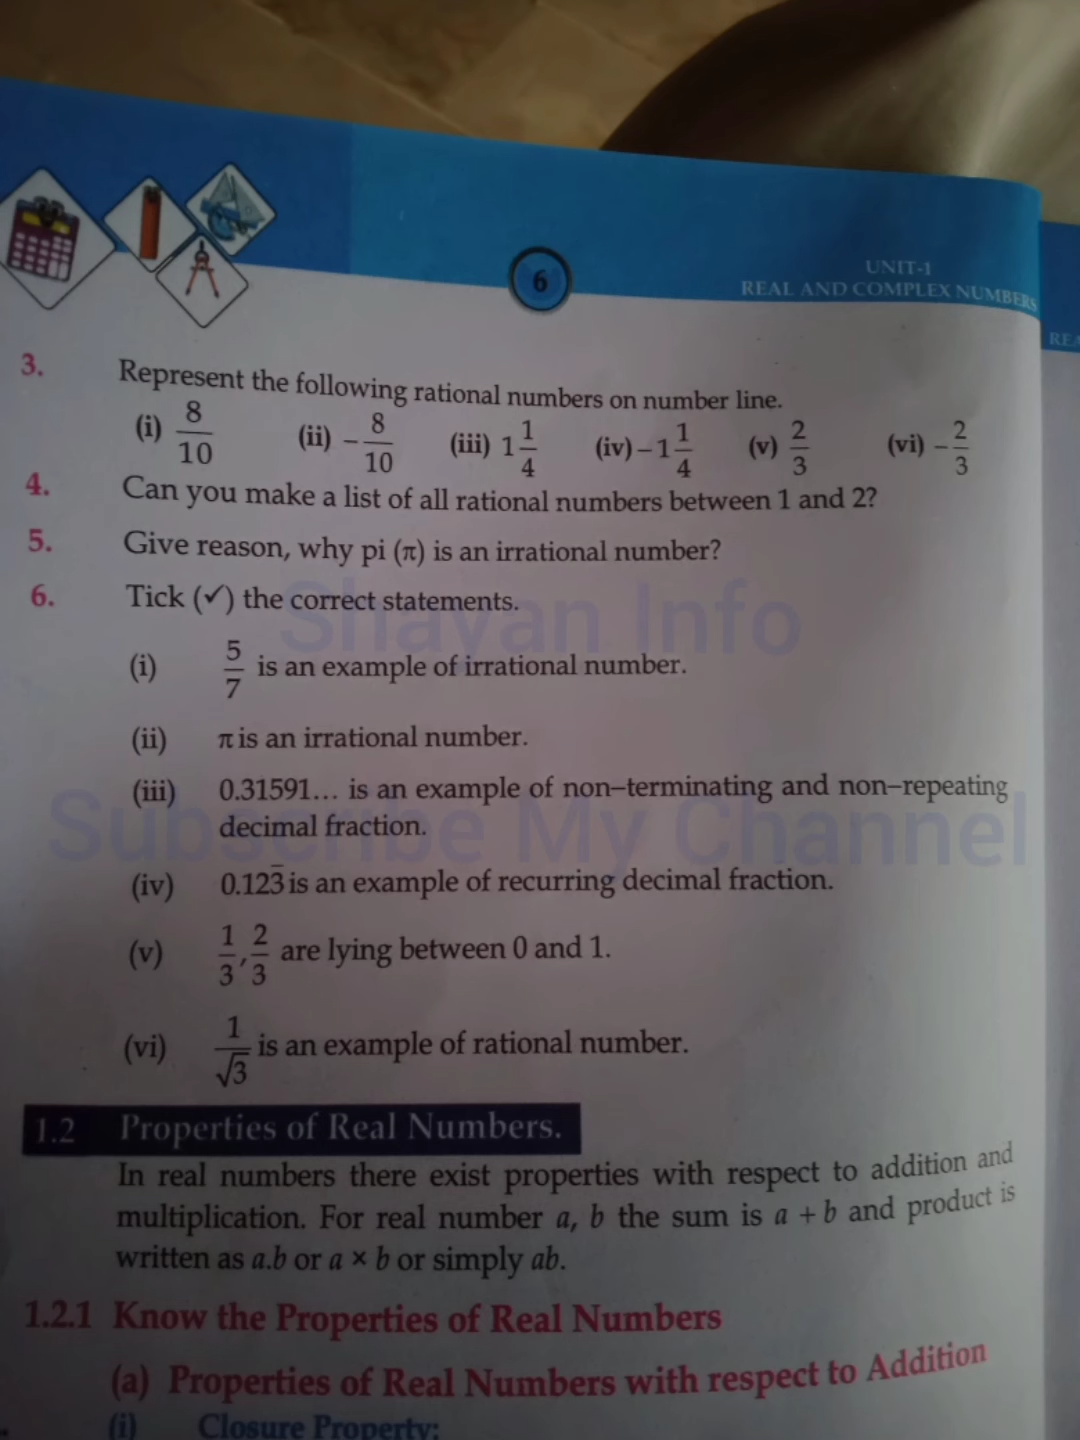 6
UNIT-1
REAL AND COMPLEX NUMBERS
REA
3. Represent the following rational numbers on number line.
(i) 8/10 (ii) -8/10 (iii) 1 1/4 (iv) -1 1/4 (v) 2/3 (vi) -2/3
4. Can you make a list of all rational numbers between 1 and 2?
5. Give reason, why pi (π) is an irrational number?
6. Tick (✓) the correct statements.
Shayan Info
(i) 5/7 is an example of irrational number.
(ii) π is an irrational number.
(iii) 0.31591... is an example of non–terminating and non–repeating
decimal fraction.
Subscribe My Channel
(iv) 0.123̅ is an example of recurring decimal fraction.
(v) 1/3, 2/3 are lying between 0 and 1.
(vi) 1/√3 is an example of rational number.
1.2 Properties of Real Numbers.
In real numbers there exist properties with respect to addition and
multiplication. For real number a, b the sum is a + b and product is
written as a.b or a × b or simply ab.
1.2.1 Know the Properties of Real Numbers
(a) Properties of Real Numbers with respect to Addition
(i) Closure Property: